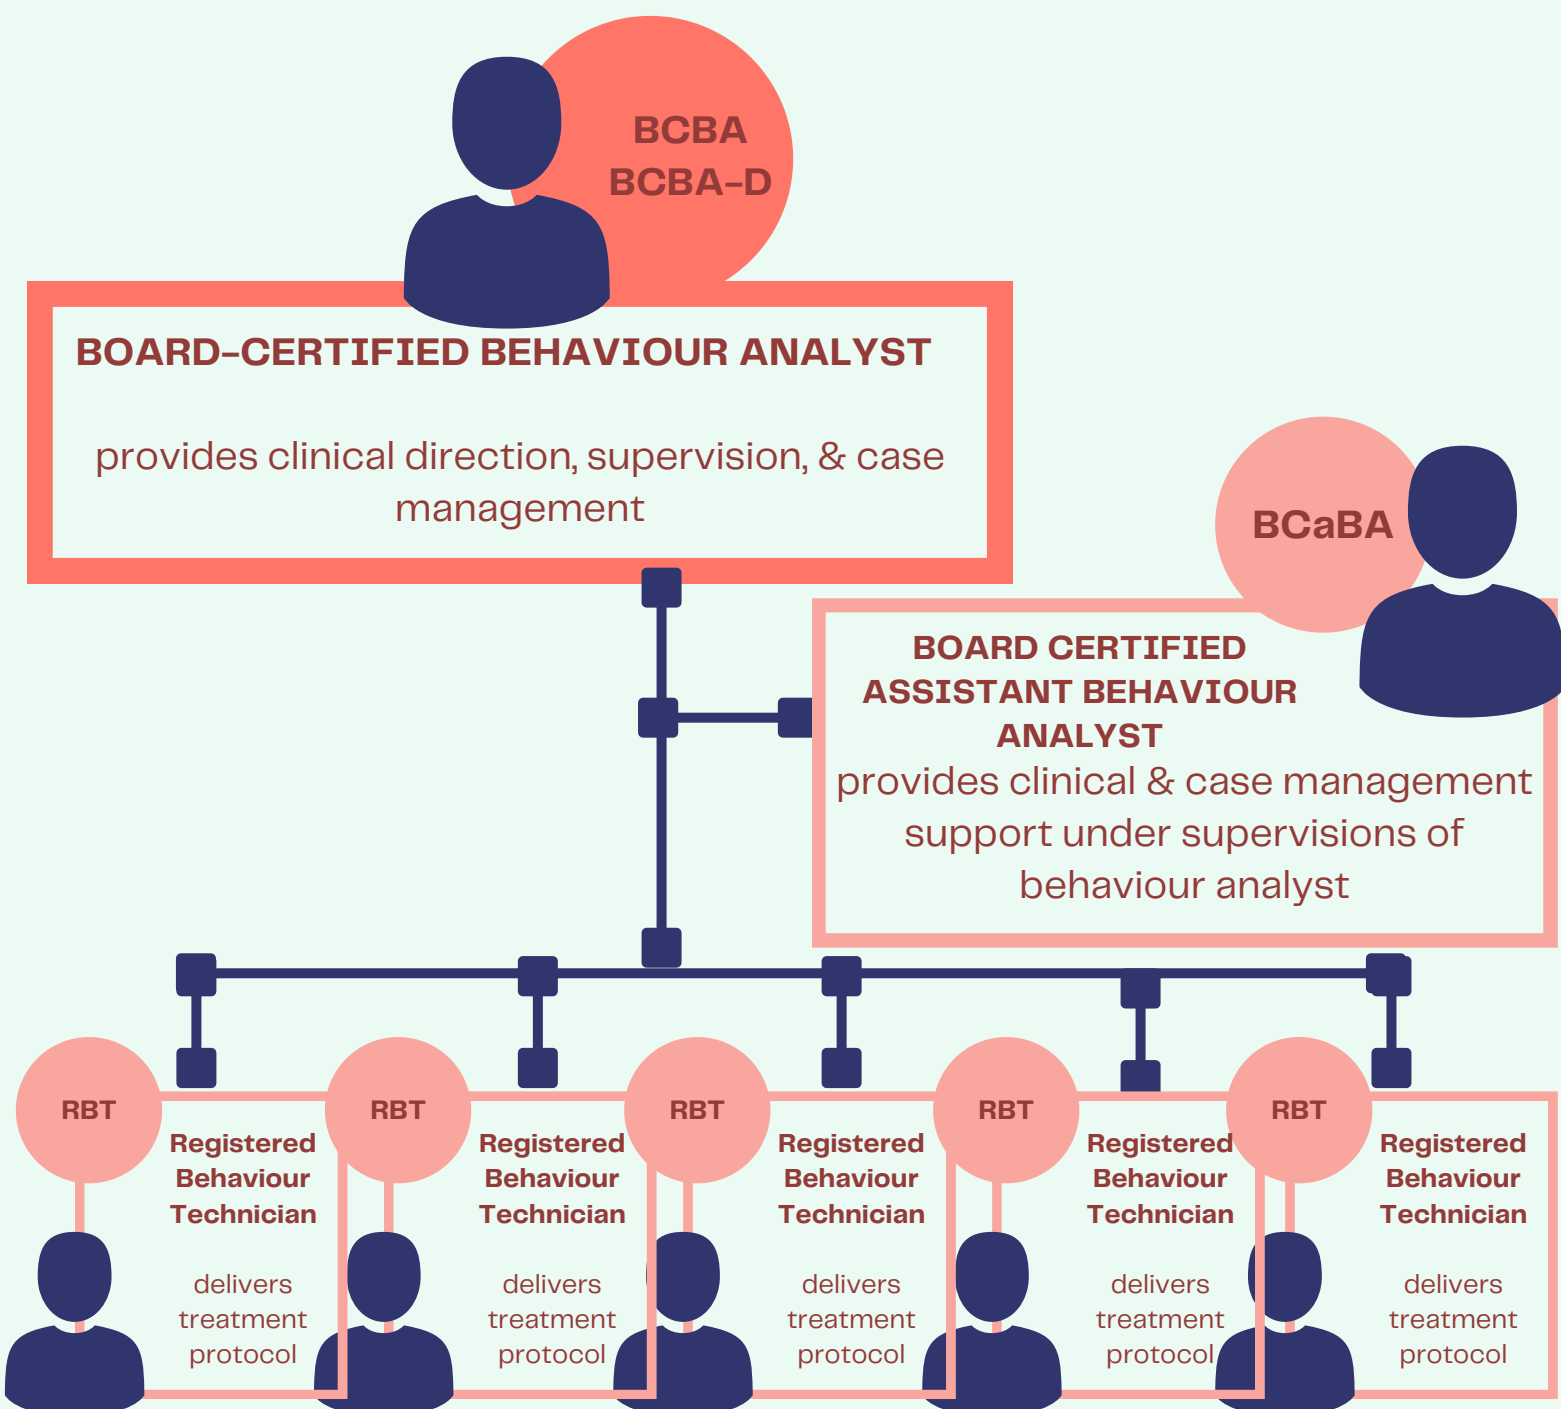 BCBA
BCBA-D
BOARD-CERTIFIED BEHAVIOUR ANALYST
provides clinical direction, supervision, & case
management
BCaBA
BOARD CERTIFIED
ASSISTANT BEHAVIOUR
ANALYST
provides clinical & case management
support under supervisions of
behaviour analyst
RBT
Registered
Behaviour
Technician
delivers
treatment
protocol
RBT
Registered
Behaviour
Technician
delivers
treatment
protocol
RBT
Registered
Behaviour
Technician
delivers
treatment
protocol
RBT
Registered
Behaviour
Technician
delivers
treatment
protocol
RBT
Registered
Behaviour
Technician
delivers
treatment
protocol